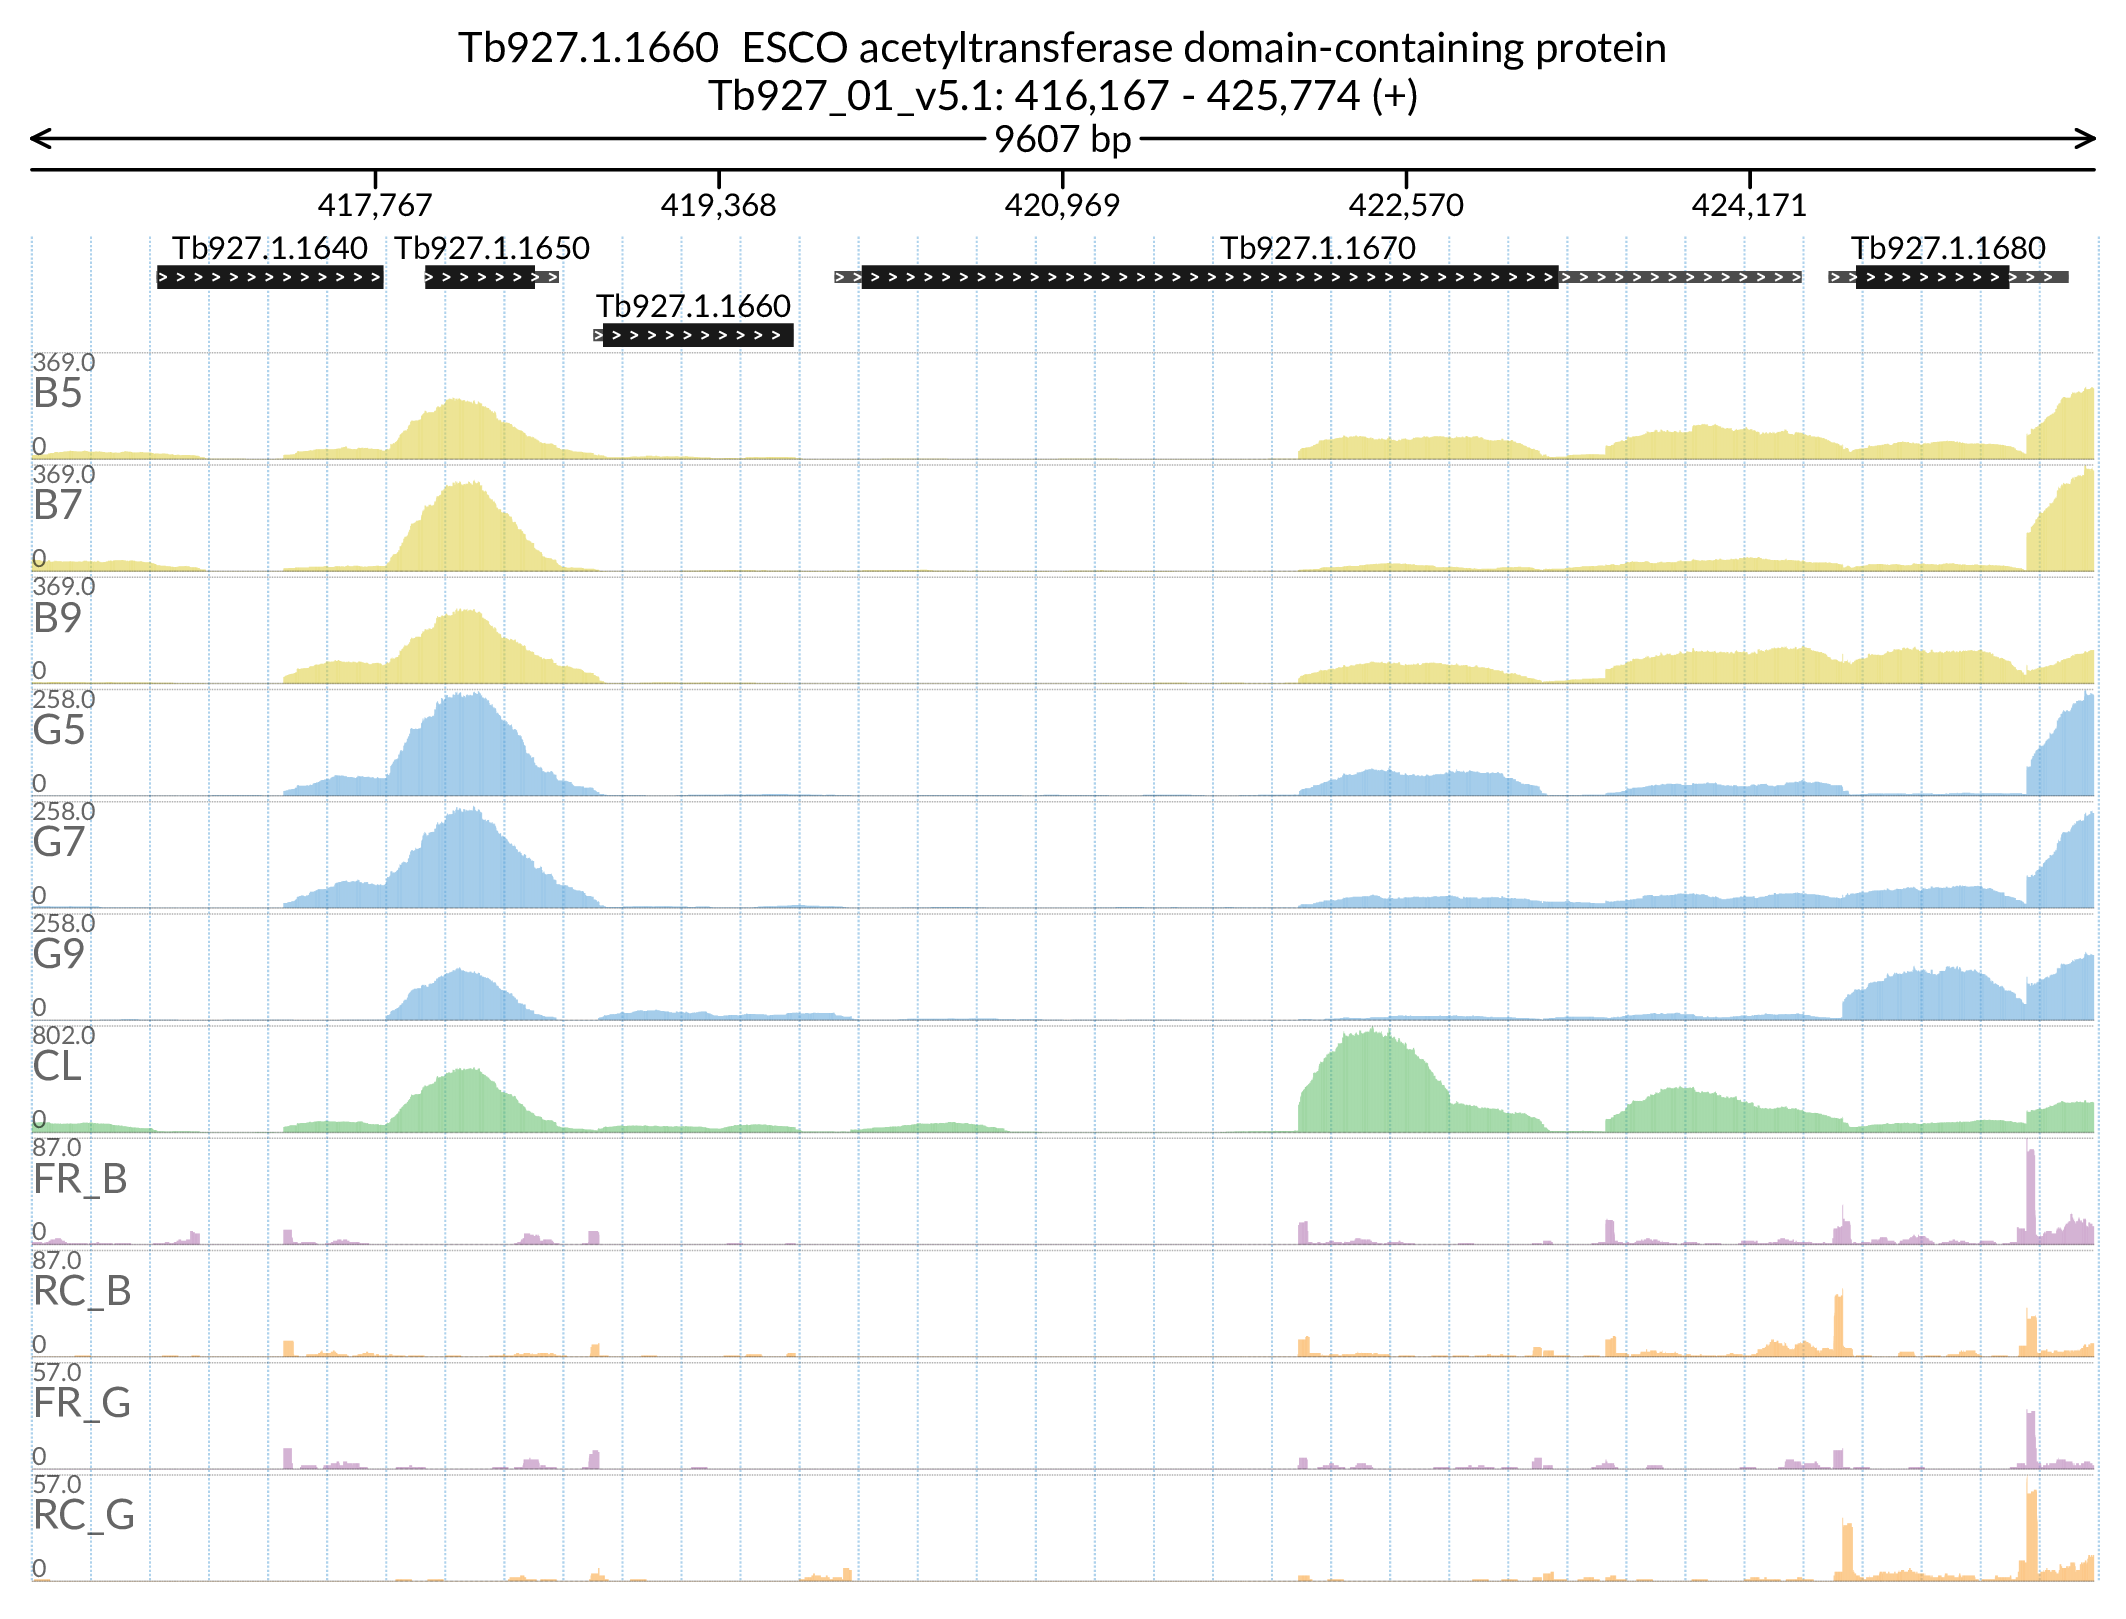 Tb927.1.1660  ESCO acetyltransferase domain-containing protein
Tb927_01_v5.1: 416,167 - 425,774 (+)
9607 bp
417,767 419,368 420,969 422,570 424,171
Tb927.1.1640 Tb927.1.1650 Tb927.1.1670 Tb927.1.1680
Tb927.1.1660
369.0
B5
0
369.0
B7
0
369.0
B9
0
258.0
G5
0
258.0
G7
0
258.0
G9
0
802.0
CL
0
87.0
FR_B
0
87.0
RC_B
0
57.0
FR_G
0
57.0
RC_G
0